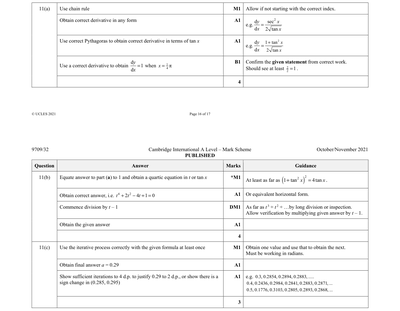 11(a) Use chain rule M1 Allow if not starting with the correct index.
Obtain correct derivative in any form A1 e.g. dy/dx = sec² x / 2√tan x
Use correct Pythagoras to obtain correct derivative in terms of tan x A1 e.g. dy/dx = 1+tan² x / 2√tan x
Use a correct derivative to obtain dy/dx = 1 when x = ¼ π B1 Confirm the given statement from correct work.
Should see at least 2/2 = 1.
4
© UCLES 2021 Page 16 of 17
9709/32 Cambridge International A Level – Mark Scheme October/November 2021
PUBLISHED
Question Answer Marks Guidance
11(b) Equate answer to part (a) to 1 and obtain a quartic equation in t or tan x *M1 At least as far as (1+tan² x)² = 4 tan x.
Obtain correct answer, i.e. t⁴ + 2t² − 4t + 1 = 0 A1 Or equivalent horizontal form.
Commence division by t – 1 DM1 As far as t³ + t² + …by long division or inspection.
Allow verification by multiplying given answer by t – 1.
Obtain the given answer A1
4
11(c) Use the iterative process correctly with the given formula at least once M1 Obtain one value and use that to obtain the next.
Must be working in radians.
Obtain final answer a = 0.29 A1
Show sufficient iterations to 4 d.p. to justify 0.29 to 2 d.p., or show there is a A1 e.g. 0.3, 0.2854, 0.2894, 0.2883, …
sign change in (0.285, 0.295) 0.4, 0.2436, 0.2984, 0.2841, 0.2883, 0.2871,…
0.5, 0.1776, 0.3103, 0.2805, 0.2893, 0.2868, …
3